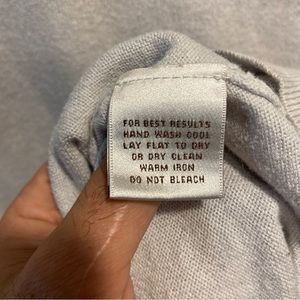 FOR BEST RESULTS
HAND WASH COOL
LAY FLAT TO DRY
OR DRY CLEAN
WARM IRON
DO NOT BLEACH